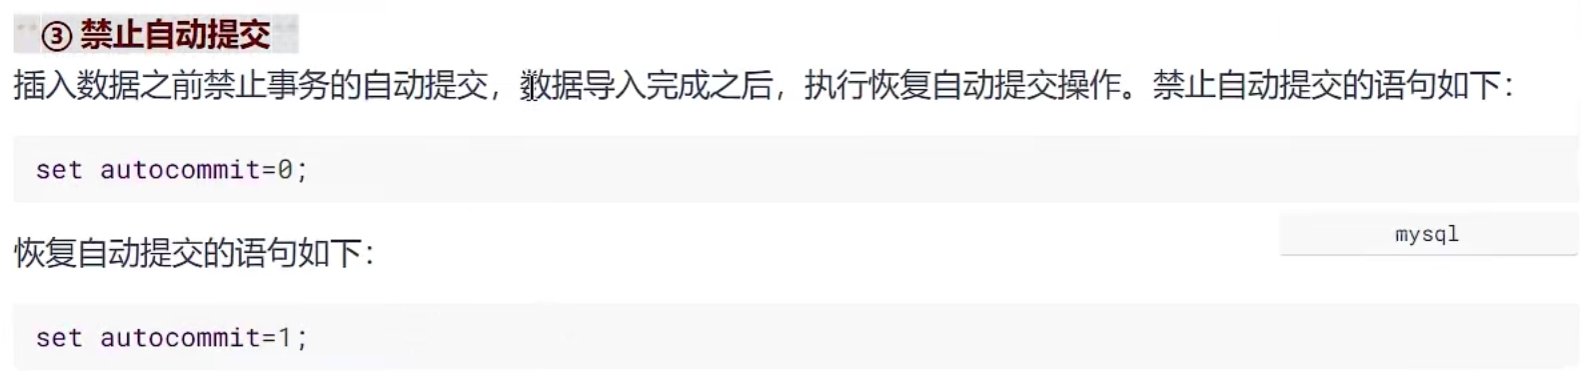 ③ 禁止自动提交
插入数据之前禁止事务的自动提交，数据导入完成之后，执行恢复自动提交操作。禁止自动提交的语句如下：
set autocommit=0;
mysql
恢复自动提交的语句如下：
set autocommit=1;